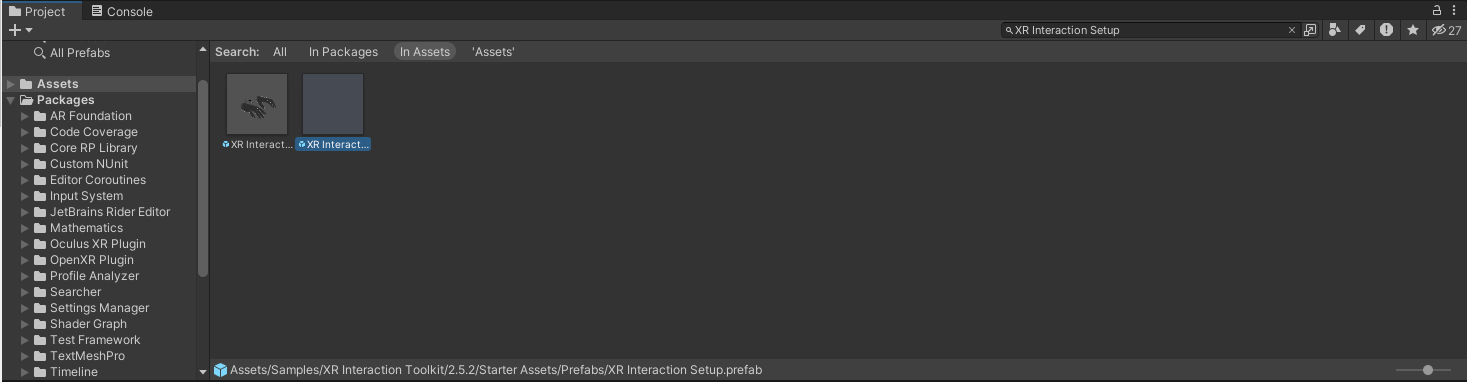 Project
Console
XR Interaction Setup
27
All Prefabs
Search: All In Packages In Assets 'Assets'
Assets
Packages
AR Foundation
Code Coverage
Core RP Library
Custom NUnit
Editor Coroutines
Input System
JetBrains Rider Editor
Mathematics
Oculus XR Plugin
OpenXR Plugin
Profile Analyzer
Searcher
Settings Manager
Shader Graph
Test Framework
TextMeshPro
Timeline
XR Interact...
XR Interact...
Assets/Samples/XR Interaction Toolkit/2.5.2/Starter Assets/Prefabs/XR Interaction Setup.prefab